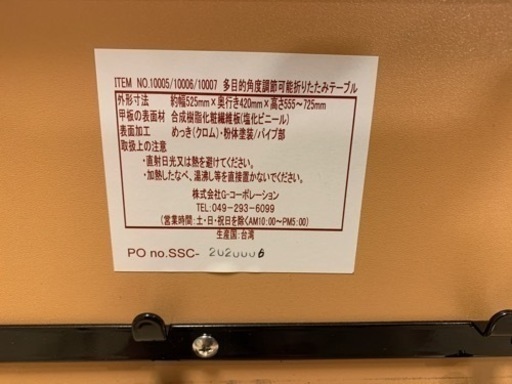 ITEM NO.10005/10006/10007 多目的角度調節可能折りたたみテーブル
外形寸法 約幅525mm×奥行き420mm×高さ555～725mm
甲板の表面材 合成樹脂化粧繊維板(塩化ビニール)
表面加工 めっき(クロム)・粉体塗装/パイプ部
取扱上の注意
・直射日光又は熱を避けてください。
・加熱したなべ、湯沸し等を直接置かないでください。
株式会社G-コーポレーション
TEL:049-293-6099
(営業時間:土・日・祝日を除くAM10:00～PM5:00)
生産国:台湾
PO no.SSC- 2020006